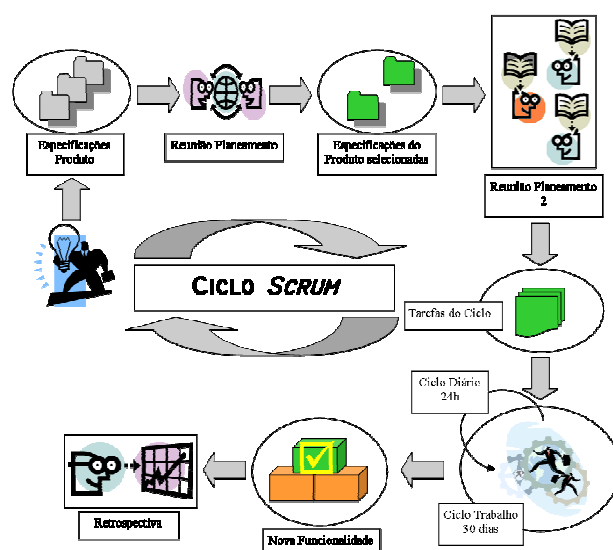 Especificações
Produto
Reunião Planeamento
Especificações do
Produto selecionadas
Reunião Planeamento
2
CICLO SCRUM
Tarefas do Ciclo
Ciclo Diário
24h
Ciclo Trabalho
30 dias
Nova Funcionalidade
Retrospectiva